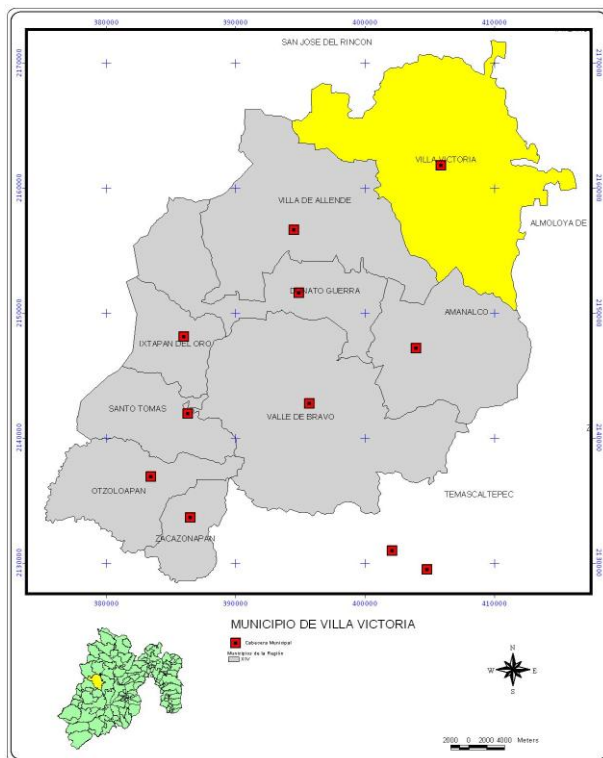 380000 390000 400000 410000
SAN JOSE DEL RINCON
2170000 2170000
VILLA VICTORIA
2160000 2160000
VILLA DE ALLENDE
ALMOLOYA DE
DONATO GUERRA
2150000 2150000
AMANALCO
IXTAPAN DEL ORO
SANTO TOMAS
VALLE DE BRAVO
2140000 2140000
OTZOLOAPAN
TEMASCALTEPEC
ZACAZONAPAN
2130000 2130000
380000 390000 400000 410000
MUNICIPIO DE VILLA VICTORIA
Cabecera Municipal
Municipios de la Región
N
W E
S
2000 0 2000 4000 Meters